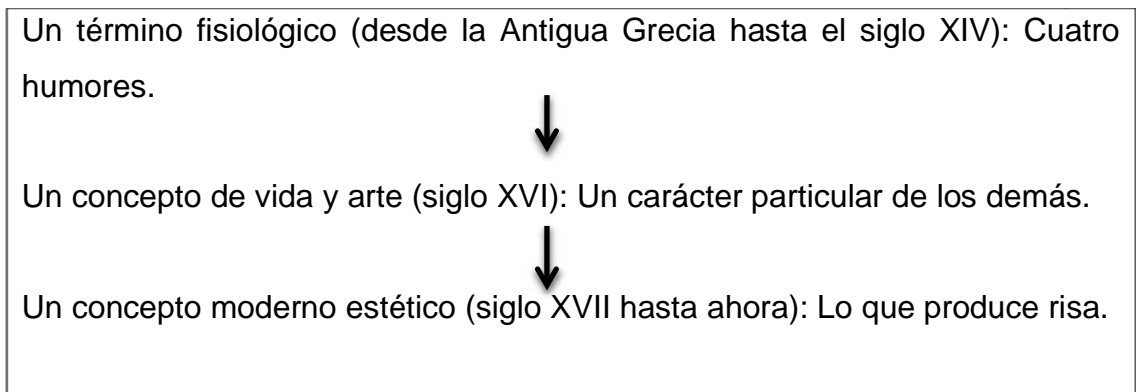 Un término fisiológico (desde la Antigua Grecia hasta el siglo XIV): Cuatro
humores.
Un concepto de vida y arte (siglo XVI): Un carácter particular de los demás.
Un concepto moderno estético (siglo XVII hasta ahora): Lo que produce risa.